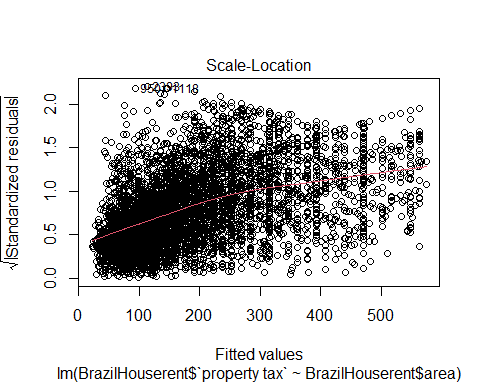 Scale-Location
√|Standardized residuals|
2.0
1.5
1.0
0.5
0.0
0 100 200 300 400 500
Fitted values
lm(BrazilHouserent$`property tax` ~ BrazilHouserent$area)